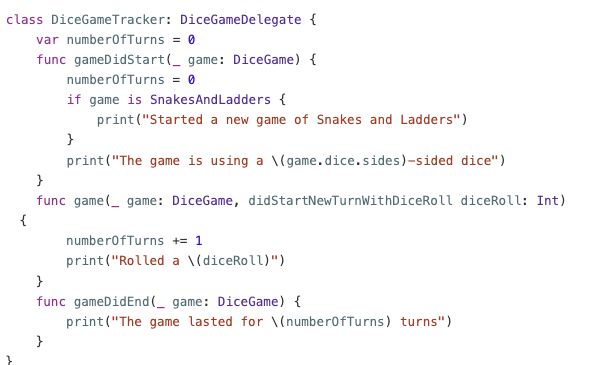 class DiceGameTracker: DiceGameDelegate {
    var numberOfTurns = 0
    func gameDidStart(_ game: DiceGame) {
        numberOfTurns = 0
        if game is SnakesAndLadders {
            print("Started a new game of Snakes and Ladders")
        }
        print("The game is using a \(game.dice.sides)-sided dice")
    }
    func game(_ game: DiceGame, didStartNewTurnWithDiceRoll diceRoll: Int)
  {
        numberOfTurns += 1
        print("Rolled a \(diceRoll)")
    }
    func gameDidEnd(_ game: DiceGame) {
        print("The game lasted for \(numberOfTurns) turns")
    }
}